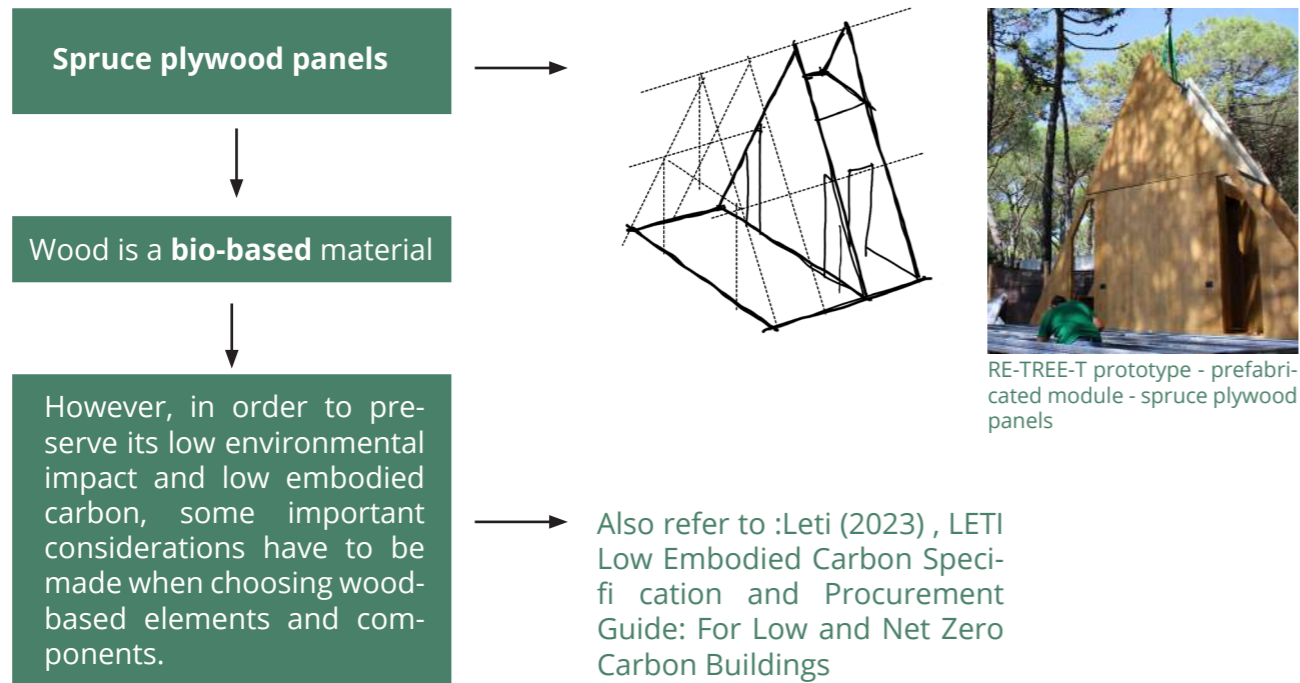 Spruce plywood panels
Wood is a bio-based material
However, in order to pre-
serve its low environmental
impact and low embodied
carbon, some important
considerations have to be
made when choosing wood-
based elements and com-
ponents.
RE-TREE-T prototype - prefabri-
cated module - spruce plywood
panels
Also refer to :Leti (2023) , LETI
Low Embodied Carbon Speci-
fi cation and Procurement
Guide: For Low and Net Zero
Carbon Buildings